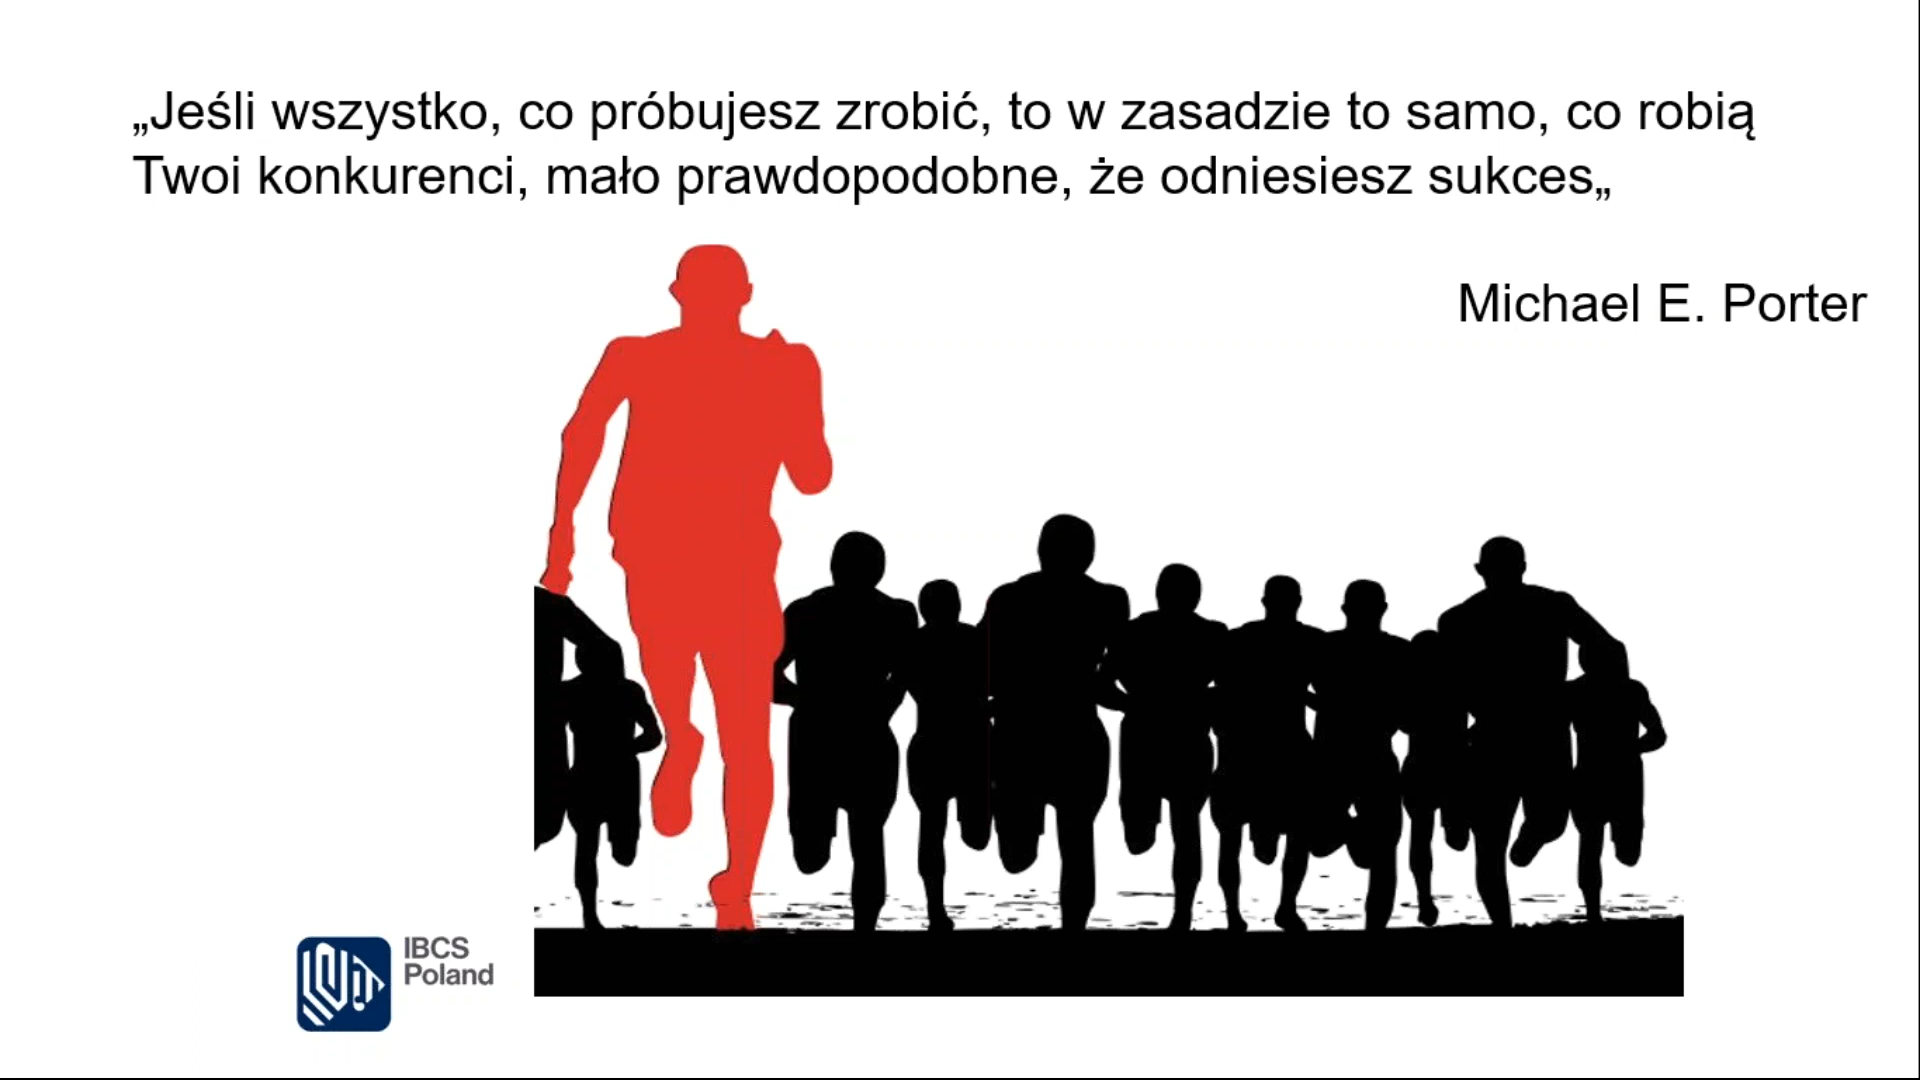 „Jeśli wszystko, co próbujesz zrobić, to w zasadzie to samo, co robią
Twoi konkurenci, mało prawdopodobne, że odniesiesz sukces„
Michael E. Porter
IBCS
Poland